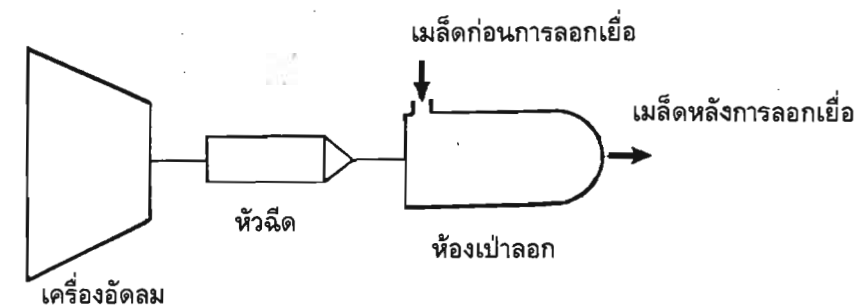 เมล็ดก่อนการลอกเยื่อ
เมล็ดหลังการลอกเยื่อ
หัวฉีด
ห้องเป่าลอก
เครื่องอัดลม